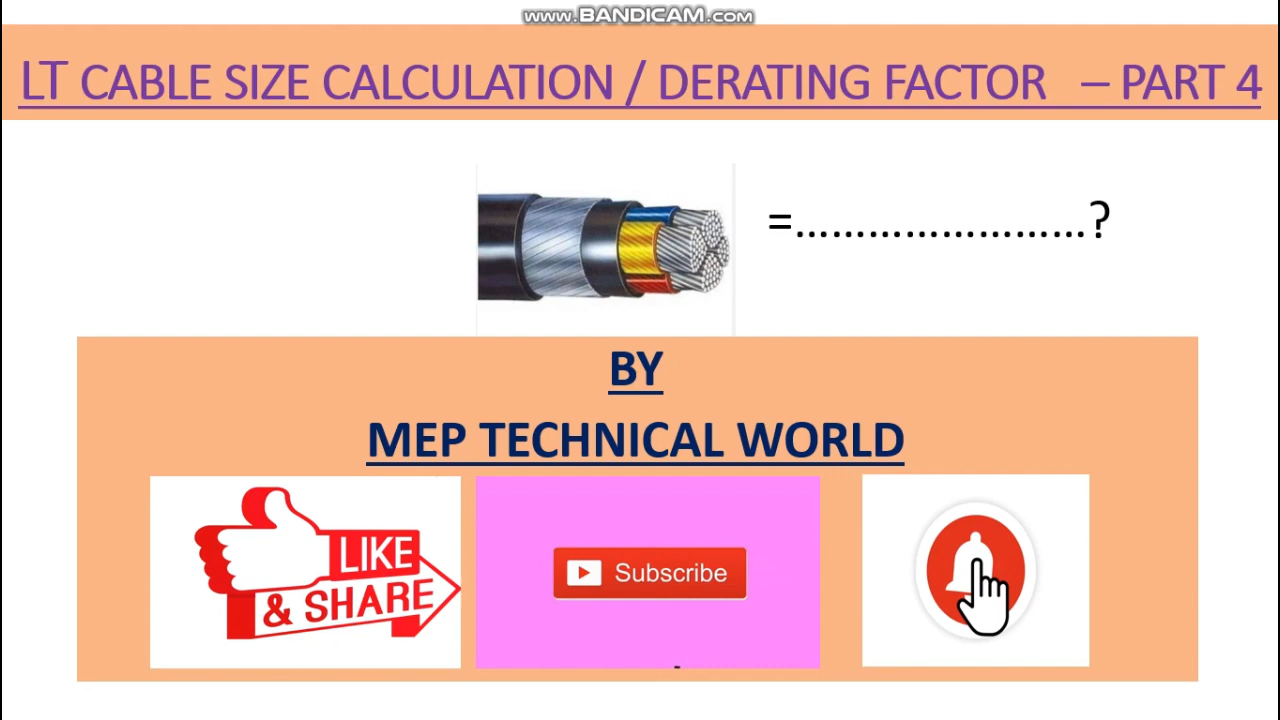 www.BANDICAM.com
LT CABLE SIZE CALCULATION / DERATING FACTOR – PART 4
=........................?
BY
MEP TECHNICAL WORLD
LIKE
& SHARE
Subscribe